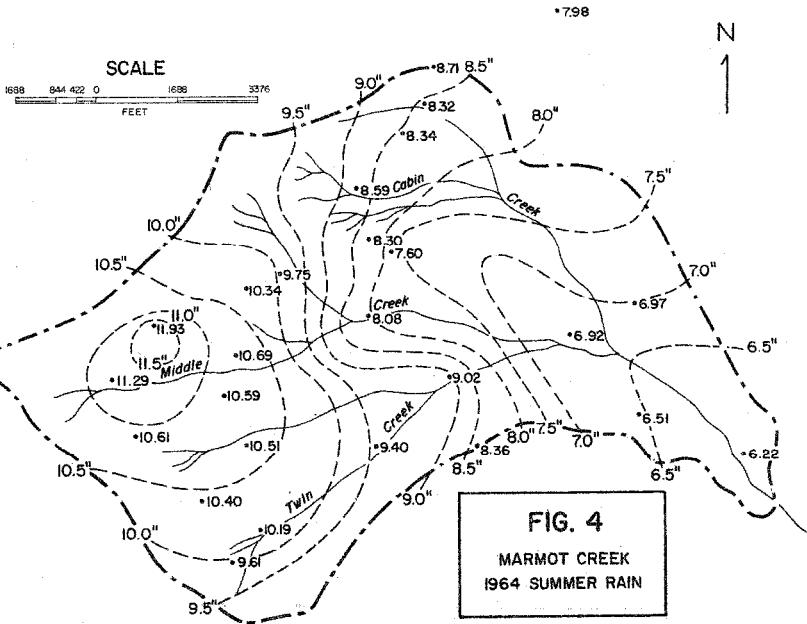 7.98
N
SCALE
1688 844 422 0 1688 3376
FEET
8.71 8.5"
9.0"
8.32
9.5"
8.34
8.0"
8.59 Cabin
7.5"
Creek
10.0"
8.30
7.60
10.5"
9.75
7.0"
10.34
11.0"
Creek
6.97
11.93
8.08
6.92
11.5"
10.69
6.5"
Middle
11.29
9.02
10.59
Creek
6.51
10.61
10.51
9.40
8.0" 7.5" 7.0"
8.36
6.22
10.5"
8.5"
6.5"
10.40
Twin
9.0"
10.0"
10.19
9.61
9.5"
FIG. 4
MARMOT CREEK
1964 SUMMER RAIN